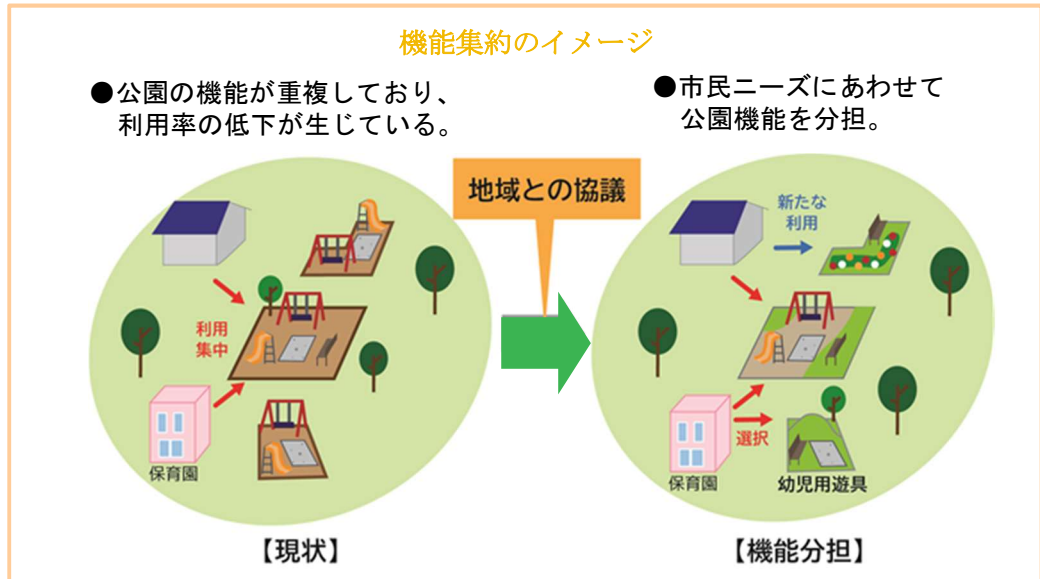 機能集約のイメージ
●公園の機能が重複しており、
利用率の低下が生じている。
●市民ニーズにあわせて
公園機能を分担。
地域との協議
利用
集中
保育園
【現状】
新たな
利用
選択
保育園
幼児用遊具
【機能分担】